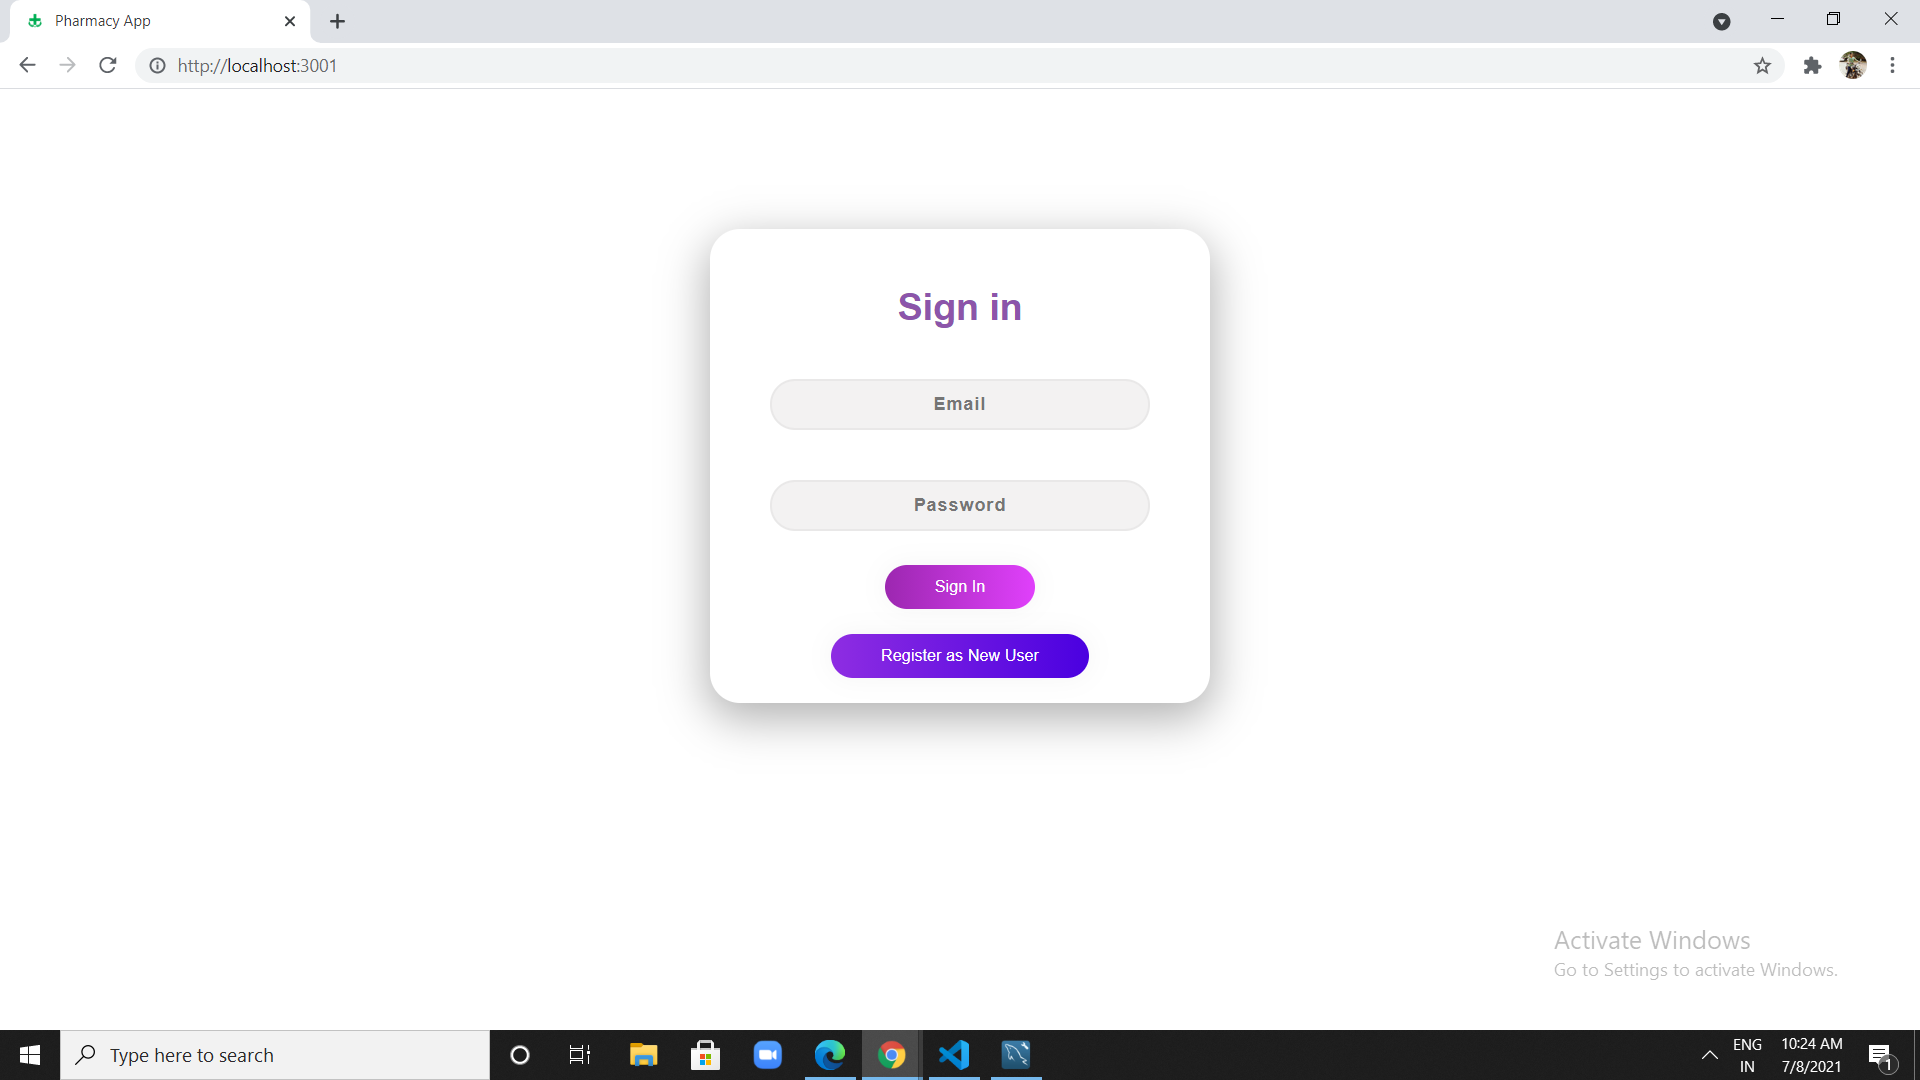 Pharmacy App
http://localhost:3001
Sign in
Email
Password
Sign In
Register as New User
Activate Windows
Go to Settings to activate Windows.
Type here to search
ENG
IN
10:24 AM
7/8/2021
1